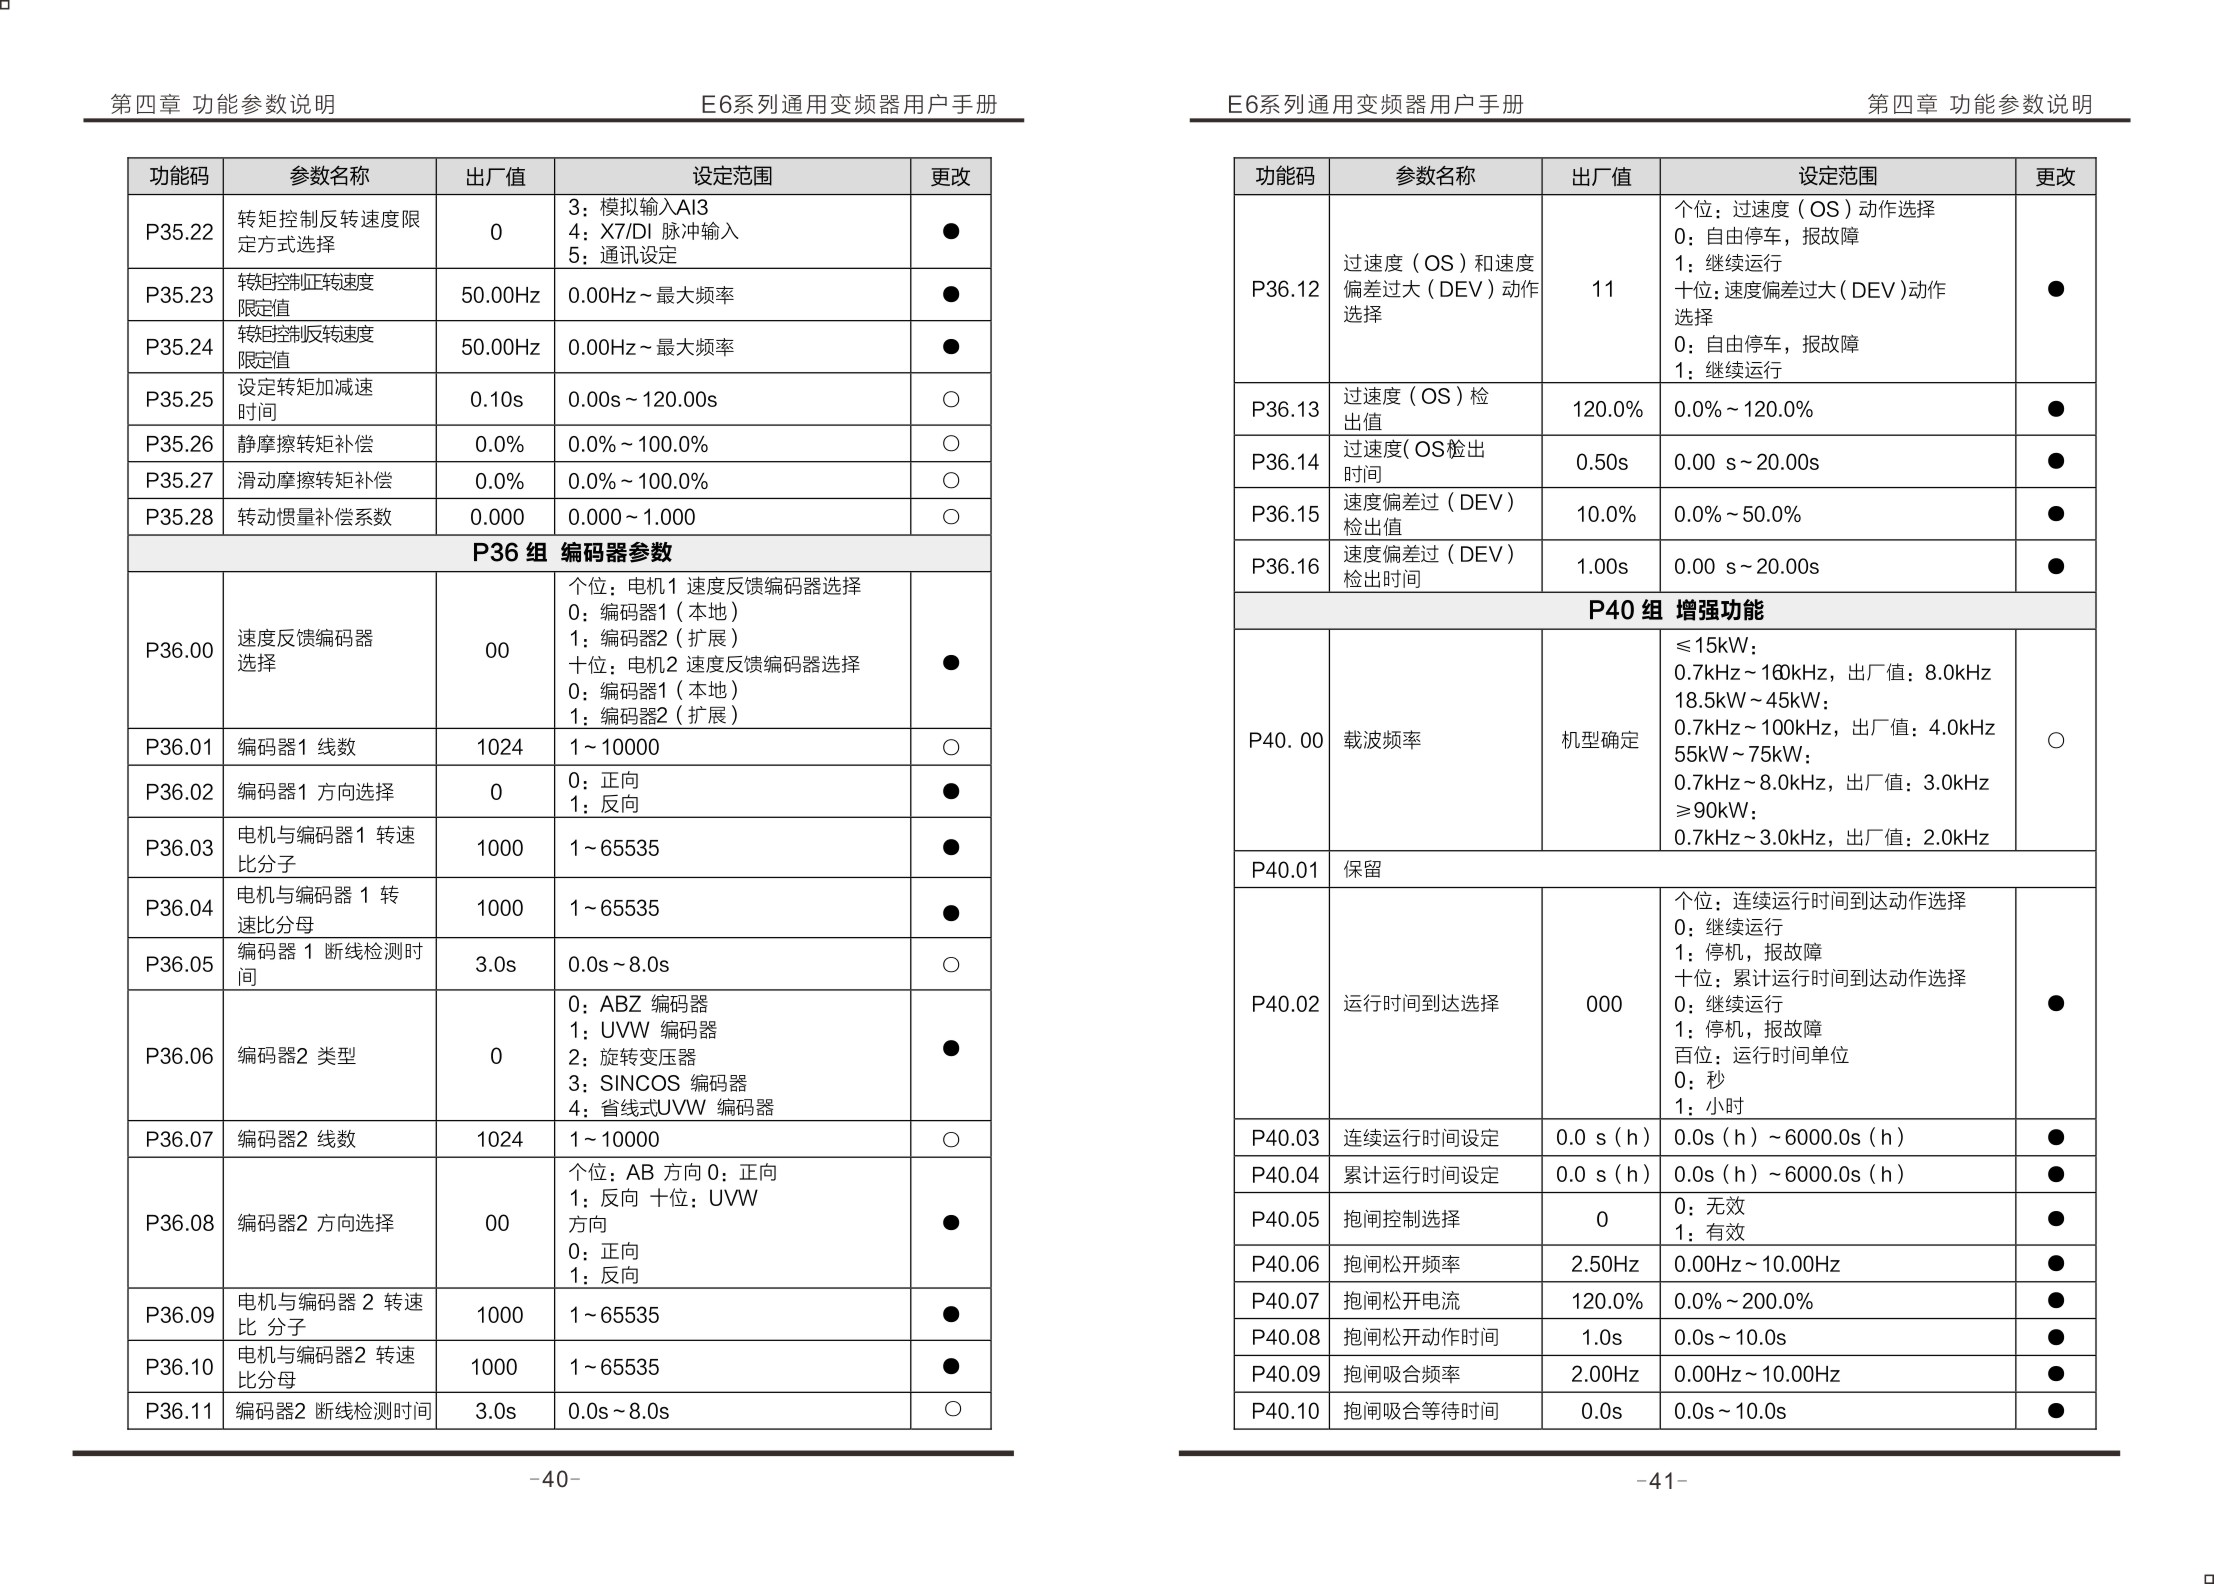 第四章 功能参数说明
E6系列通用变频器用户手册
功能码 参数名称 出厂值 设定范围 更改
P35.22 转矩控制反转速度限定方式选择 0 3：模拟输入AI3
4：X7/DI 脉冲输入
5：通讯设定 ●
P35.23 转矩控制正转速度
限定值 50.00Hz 0.00Hz~最大频率 ●
P35.24 转矩控制反转速度
限定值 50.00Hz 0.00Hz~最大频率 ●
P35.25 设定转矩加减速
时间 0.10s 0.00s~120.00s ○
P35.26 静摩擦转矩补偿 0.0% 0.0%~100.0% ○
P35.27 滑动摩擦转矩补偿 0.0% 0.0%~100.0% ○
P35.28 转动惯量补偿系数 0.000 0.000~1.000 ○
P36 组 编码器参数
P36.00 速度反馈编码器
选择 00 个位：电机1 速度反馈编码器选择
0：编码器1（本地）
1：编码器2（扩展）
十位：电机2 速度反馈编码器选择
0：编码器1（本地）
1：编码器2（扩展） ●
P36.01 编码器1 线数 1024 1~10000 ○
P36.02 编码器1 方向选择 0 0：正向
1：反向 ●
P36.03 电机与编码器1 转速
比分子 1000 1~65535 ●
P36.04 电机与编码器 1 转
速比分母 1000 1~65535 ●
P36.05 编码器 1 断线检测时
间 3.0s 0.0s~8.0s ○
P36.06 编码器2 类型 0 0：ABZ 编码器
1：UVW 编码器
2：旋转变压器
3：SINCOS 编码器
4：省线式UVW 编码器 ●
P36.07 编码器2 线数 1024 1~10000 ○
P36.08 编码器2 方向选择 00 个位：AB 方向 0：正向
1：反向 十位：UVW
方向
0：正向
1：反向 ●
P36.09 电机与编码器 2 转速
比 分子 1000 1~65535 ●
P36.10 电机与编码器2 转速
比分母 1000 1~65535 ●
P36.11 编码器2 断线检测时间 3.0s 0.0s~8.0s ○
-40-
E6系列通用变频器用户手册
第四章 功能参数说明
功能码 参数名称 出厂值 设定范围 更改
P36.12 过速度（OS）和速度
偏差过大（DEV）动作
选择 11 个位：过速度（OS）动作选择
0：自由停车，报故障
1：继续运行
十位：速度偏差过大（DEV)动作
选择
0：自由停车，报故障
1：继续运行 ●
P36.13 过速度（OS）检
出值 120.0% 0.0%~120.0% ●
P36.14 过速度(OS)检出
时间 0.50s 0.00 s~20.00s ●
P36.15 速度偏差过（DEV）
检出值 10.0% 0.0%~50.0% ●
P36.16 速度偏差过（DEV）
检出时间 1.00s 0.00 s~20.00s ●
P40 组 增强功能
P40. 00 载波频率 机型确定 ≤15kW：
0.7kHz~160kHz，出厂值：8.0kHz
18.5kW~45kW：
0.7kHz~100kHz，出厂值：4.0kHz
55kW~75kW：
0.7kHz~8.0kHz，出厂值：3.0kHz
≥90kW：
0.7kHz~3.0kHz，出厂值：2.0kHz ○
P40.01 保留
P40.02 运行时间到达选择 000 个位：连续运行时间到达动作选择
0：继续运行
1：停机，报故障
十位：累计运行时间到达动作选择
0：继续运行
1：停机，报故障
百位：运行时间单位
0：秒
1：小时 ●
P40.03 连续运行时间设定 0.0 s（h） 0.0s（h）~6000.0s（h） ●
P40.04 累计运行时间设定 0.0 s（h） 0.0s（h）~6000.0s（h） ●
P40.05 抱闸控制选择 0 0：无效
1：有效 ●
P40.06 抱闸松开频率 2.50Hz 0.00Hz~10.00Hz ●
P40.07 抱闸松开电流 120.0% 0.0%~200.0% ●
P40.08 抱闸松开动作时间 1.0s 0.0s~10.0s ●
P40.09 抱闸吸合频率 2.00Hz 0.00Hz~10.00Hz ●
P40.10 抱闸吸合等待时间 0.0s 0.0s~10.0s ●
-41-